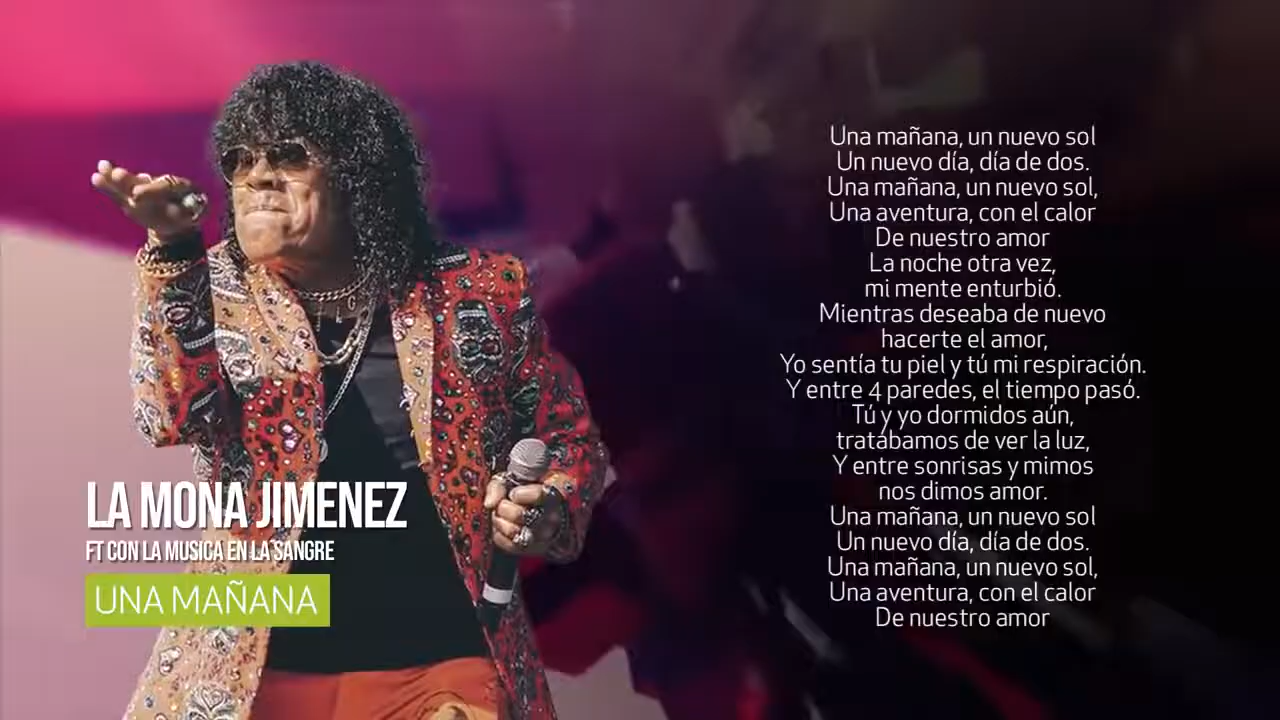 LA MONA JIMENEZ
FT CON LA MUSICA EN LA SANGRE
UNA MAÑANA
Una mañana, un nuevo sol
Un nuevo día, día de dos.
Una mañana, un nuevo sol,
Una aventura, con el calor
De nuestro amor
La noche otra vez,
mi mente enturbió.
Mientras deseaba de nuevo
hacerte el amor,
Yo sentía tu piel y tú mi respiración.
Y entre 4 paredes, el tiempo pasó.
Tú y yo dormidos aún,
tratábamos de ver la luz,
Y entre sonrisas y mimos
nos dimos amor.
Una mañana, un nuevo sol
Un nuevo día, día de dos.
Una mañana, un nuevo sol,
Una aventura, con el calor
De nuestro amor